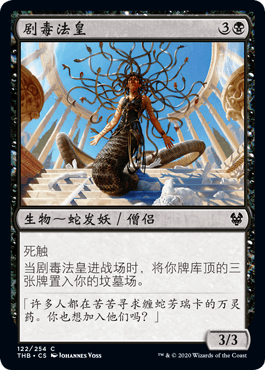 剧毒法皇 3
生物～蛇发妖 / 僧侣
死触
当剧毒法皇进战场时，将你牌库顶的三
张牌置入你的坟墓场。
「许多人都在苦苦寻求缠蛇芳瑞卡的万灵
药。你也想加入他们吗？」
3/3
122/254 C
THB • CS JOHANNES VOSS
™ & © 2020 Wizards of the Coast